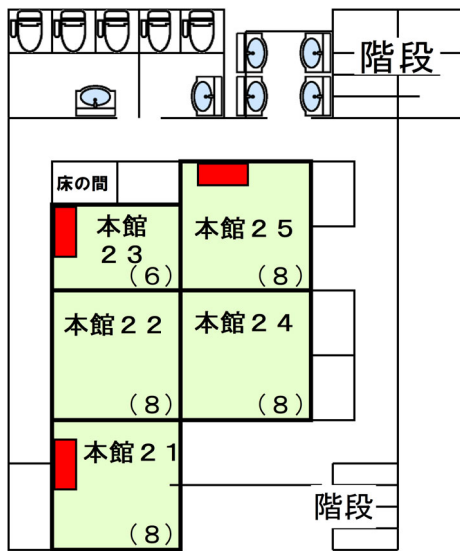 階段
床の間
本館
２３
（６）
本館２５
（８）
本館２２
（８）
本館２４
（８）
本館２１
（８）
階段